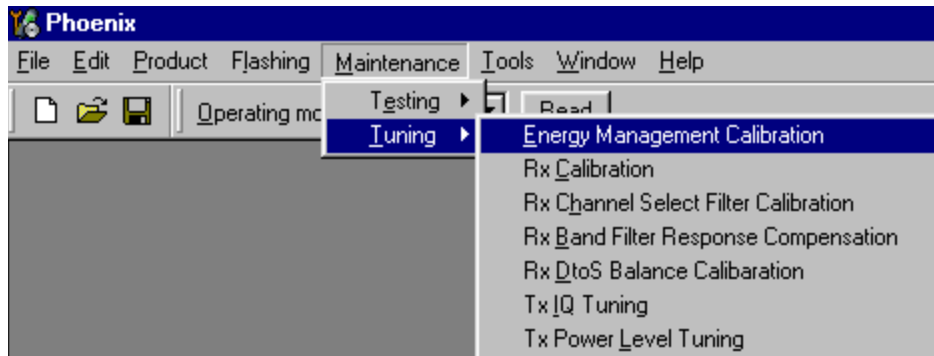 Phoenix
File Edit Product Flashing Maintenance Tools Window Help
Operating mo Read
Testing
Tuning
Energy Management Calibration
Rx Calibration
Rx Channel Select Filter Calibration
Rx Band Filter Response Compensation
Rx DtoS Balance Calibaration
Tx IQ Tuning
Tx Power Level Tuning